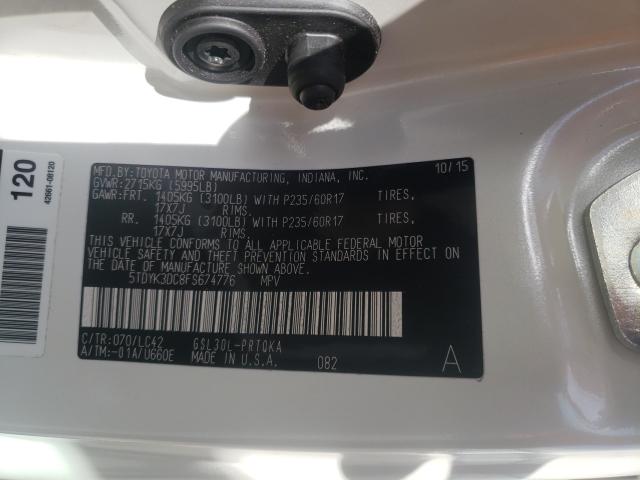 MFD.BY:TOYOTA MOTOR MANUFACTURING, INDIANA, INC. 10/15
GVWR:2715KG (5995LB)
GAWR:FRT. 1405KG (3100LB) WITH P235/60R17 TIRES,
17X7J RIMS.
RR. 1405KG (3100LB) WITH P235/60R17 TIRES,
17X7J RIMS.
THIS VEHICLE CONFORMS TO ALL APPLICABLE FEDERAL MOTOR
VEHICLE SAFETY AND THEFT PREVENTION STANDARDS IN EFFECT ON
THE DATE OF MANUFACTURE SHOWN ABOVE.
5TDYK3DC8FS674776 MPV
C/TR:070/LC42 GSL30L-PRTOKA
A/TM:-01A/U660E MADE IN U.S.A. 082 A
120
42661-08120